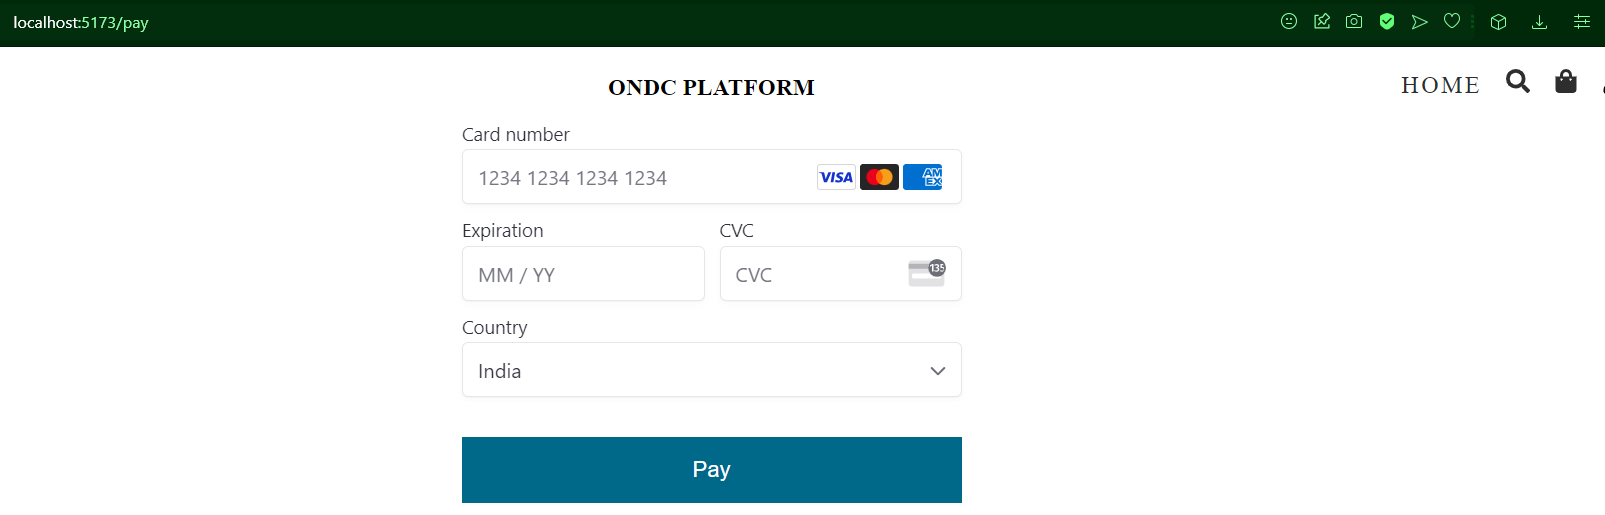 localhost:5173/pay
ONDC PLATFORM
HOME
Card number
1234 1234 1234 1234 VISA AM EX
Expiration CVC
MM / YY CVC 135
Country
India
Pay